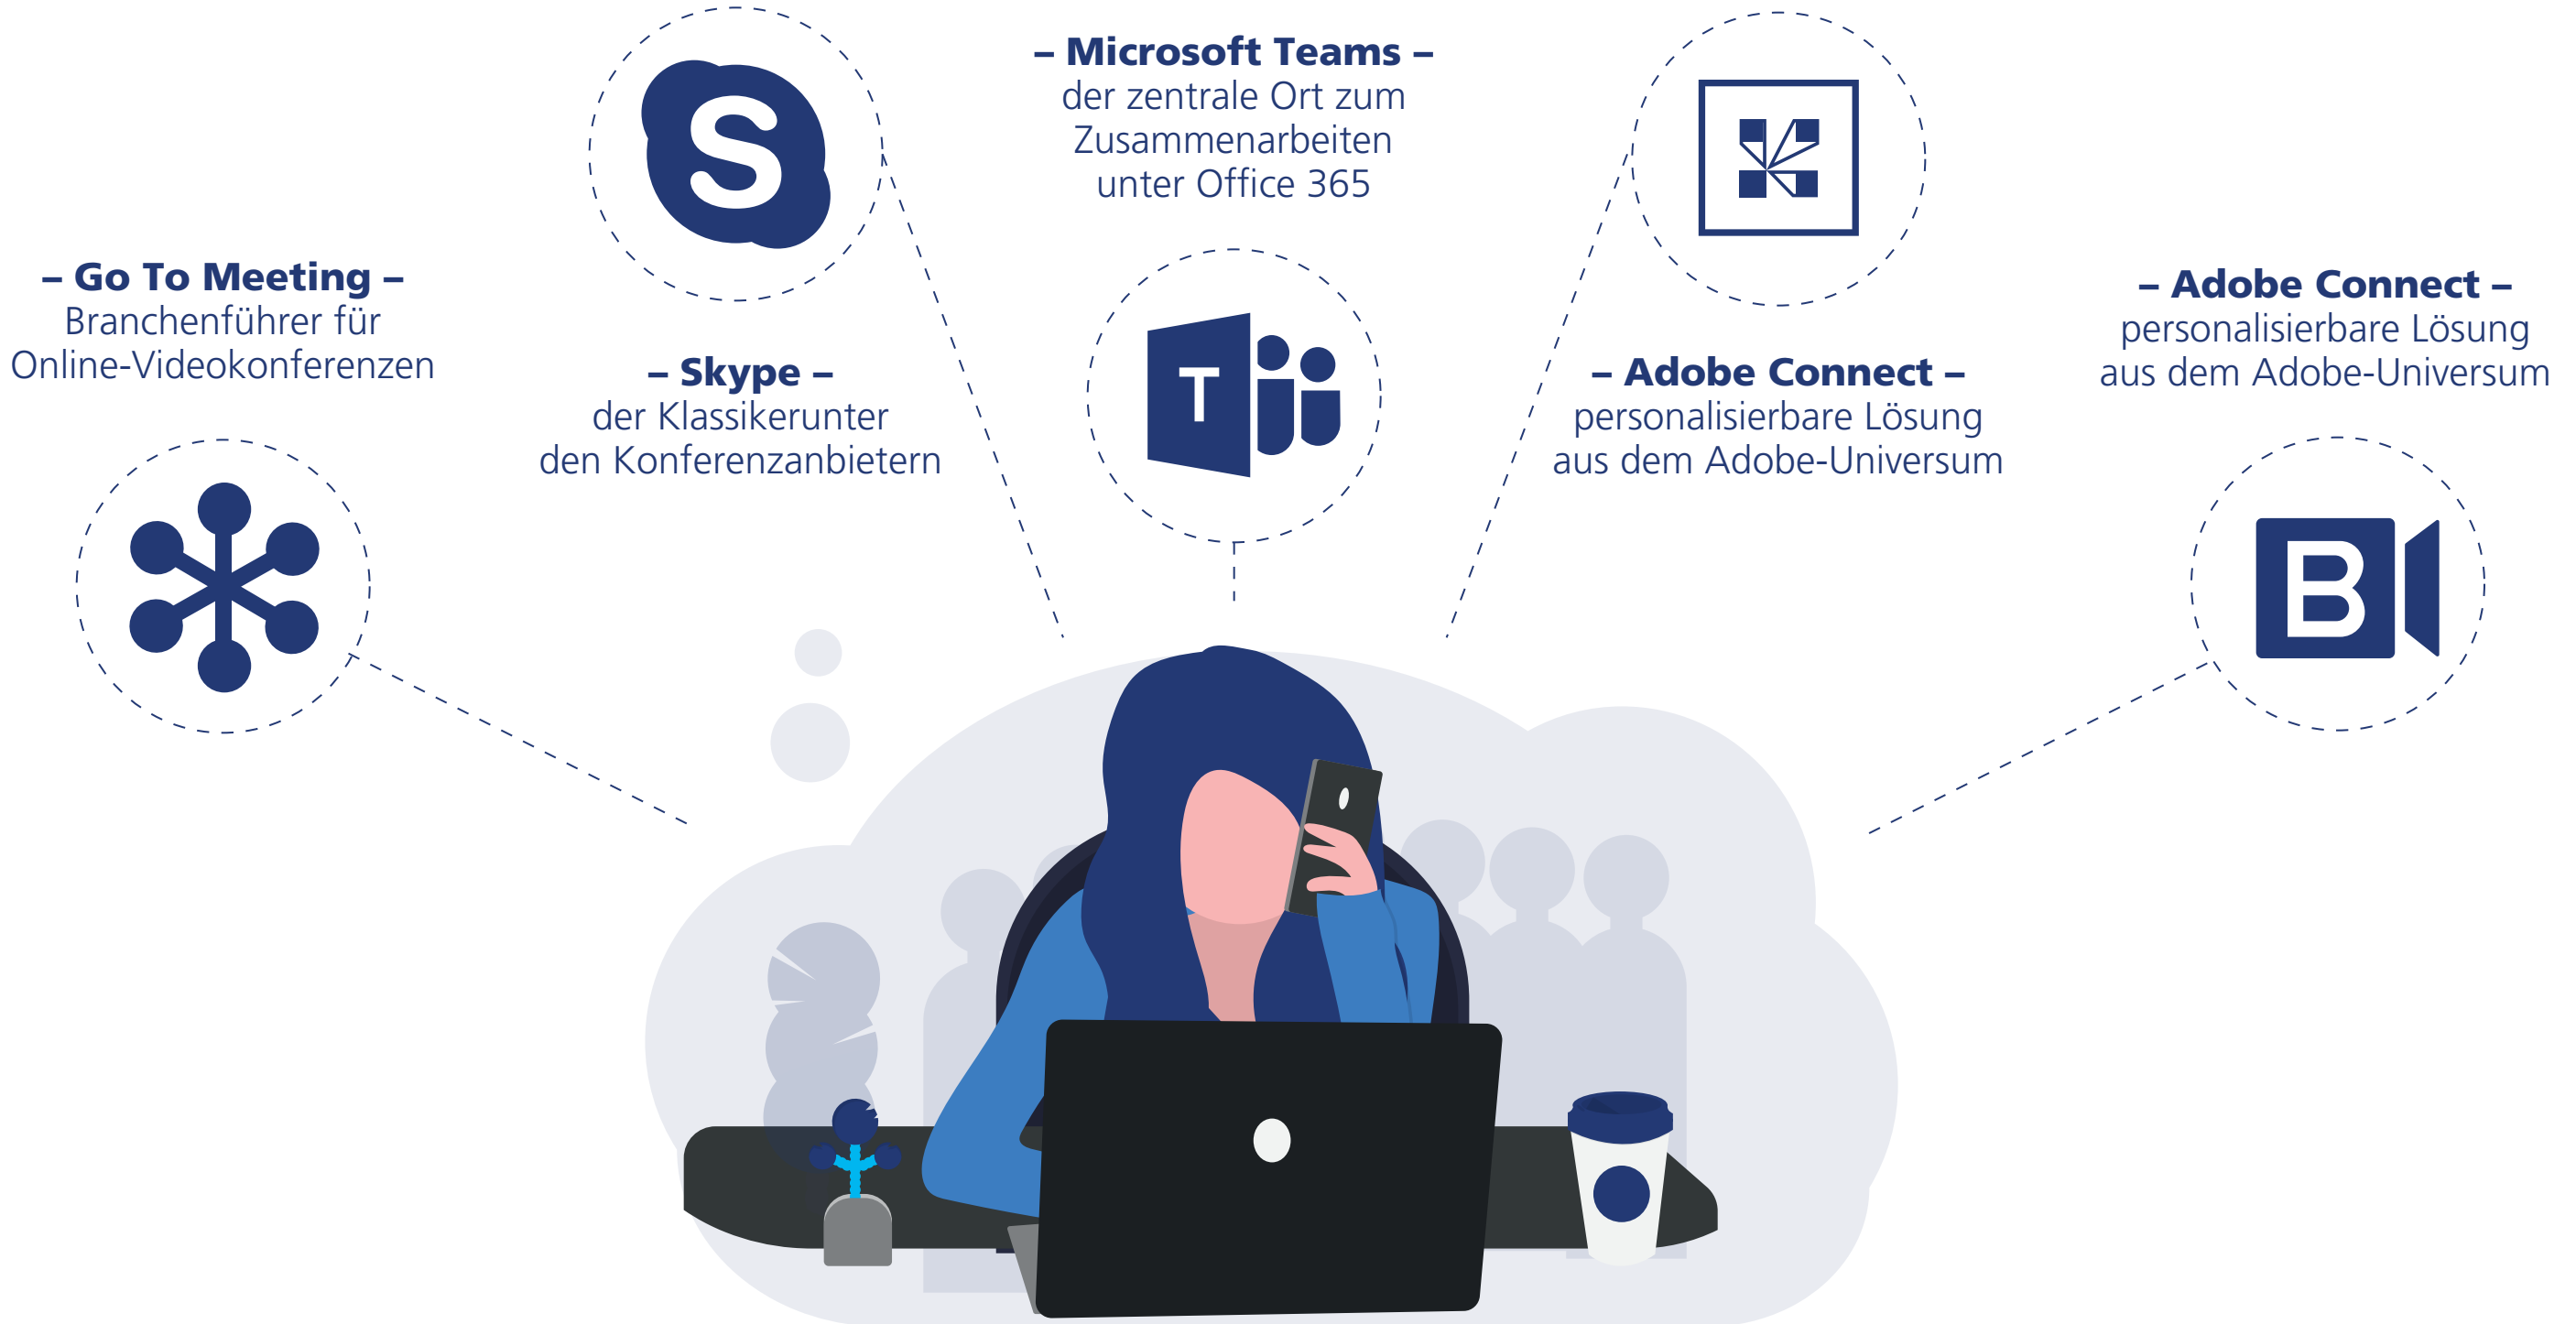 – Go To Meeting –
Branchenführer für
Online-Videokonferenzen
S
– Skype –
der Klassikerunter
den Konferenzanbietern
– Microsoft Teams –
der zentrale Ort zum
Zusammenarbeiten
unter Office 365
T
– Adobe Connect –
personalisierbare Lösung
aus dem Adobe-Universum
– Adobe Connect –
personalisierbare Lösung
aus dem Adobe-Universum
B